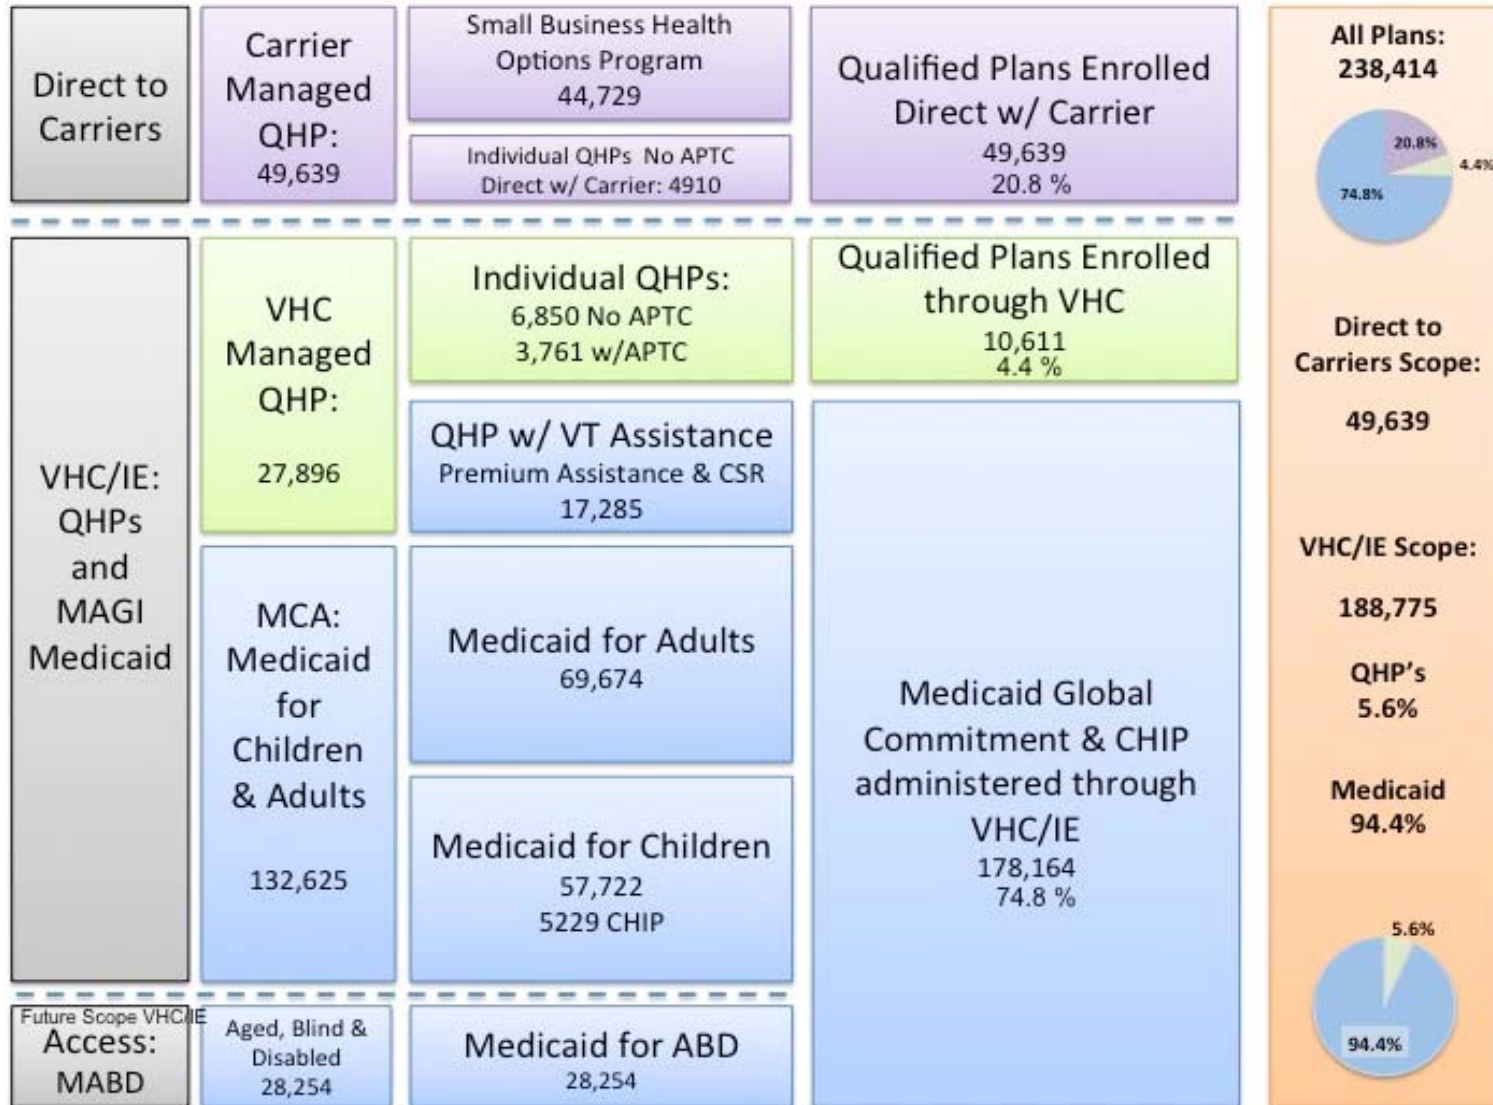 Direct to
Carriers
Carrier
Managed
QHP:
49,639
Small Business Health
Options Program
44,729
Individual QHPs No APTC
Direct w/ Carrier: 4910
Qualified Plans Enrolled
Direct w/ Carrier
49,639
20.8 %
VHC/IE:
QHPs
and
MAGI
Medicaid
VHC
Managed
QHP:
27,896
Individual QHPs:
6,850 No APTC
3,761 w/APTC
Qualified Plans Enrolled
through VHC
10,611
4.4 %
QHP w/ VT Assistance
Premium Assistance & CSR
17,285
MCA:
Medicaid
for
Children
& Adults
132,625
Medicaid for Adults
69,674
Medicaid for Children
57,722
5229 CHIP
Medicaid Global
Commitment & CHIP
administered through
VHC/IE
178,164
74.8 %
Future Scope VHC/IE
Access:
MABD
Aged, Blind &
Disabled
28,254
Medicaid for ABD
28,254
All Plans:
238,414
20.8%
4.4%
74.8%
Direct to
Carriers Scope:
49,639
VHC/IE Scope:
188,775
QHP's
5.6%
Medicaid
94.4%
5.6%
94.4%